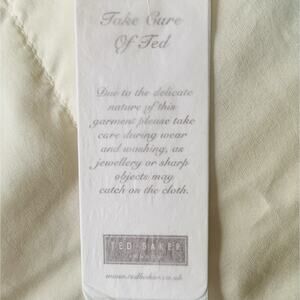 Take Care
Of Ted
Due to the delicate
nature of this
garment please take
care during wear
and washing, as
jewellery or sharp
objects may
catch on the cloth.
TED BAKER
LONDON
www.tedbaker.co.uk